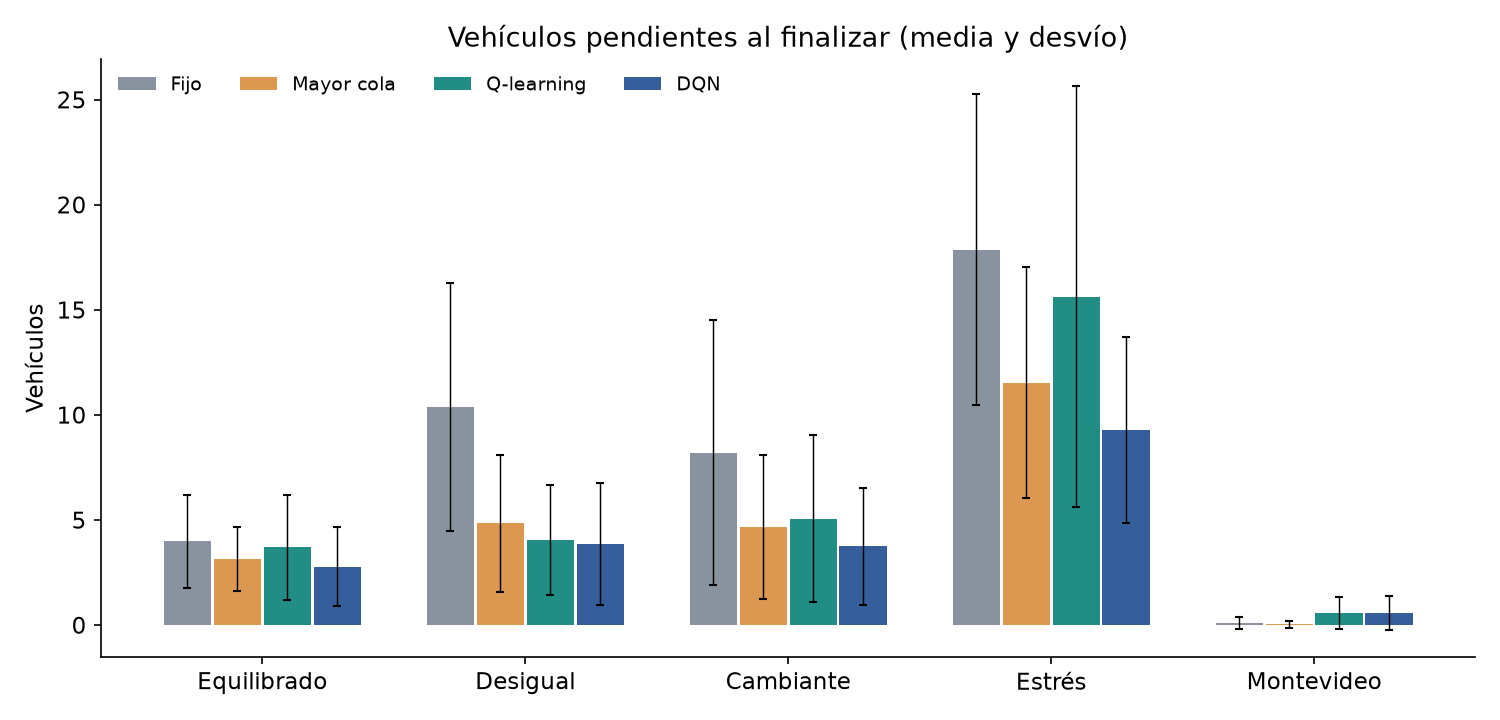 Vehículos pendientes al finalizar (media y desvío)
Fijo Mayor cola Q-learning DQN
Vehículos
25
20
15
10
5
0
Equilibrado Desigual Cambiante Estrés Montevideo